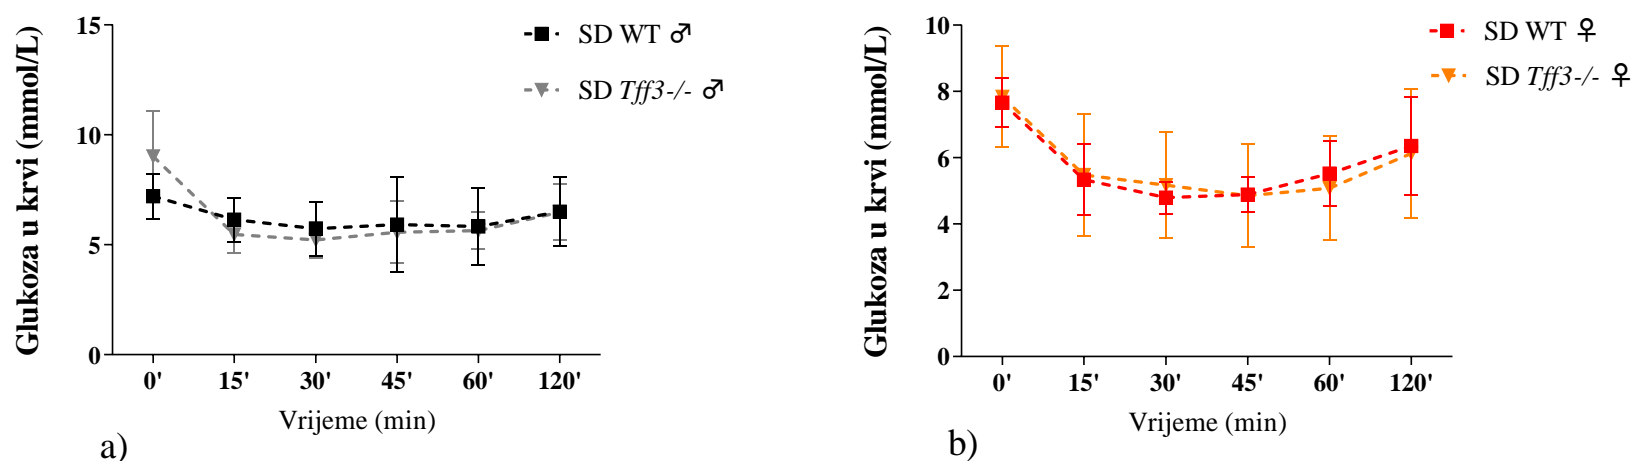 Glukoza u krvi (mmol/L)
15
10
5
0
0' 15' 30' 45' 60' 120'
Vrijeme (min)
SD WT ♂
SD Tff3-/- ♂
a)
Glukoza u krvi (mmol/L)
10
8
6
4
2
0
0' 15' 30' 45' 60' 120'
Vrijeme (min)
SD WT ♀
SD Tff3-/- ♀
b)